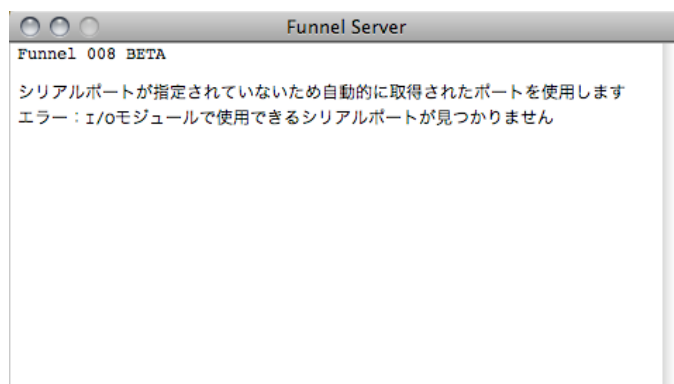 Funnel Server
Funnel 008 BETA
シリアルポートが指定されていないため自動的に取得されたポートを使用します
エラー：I/Oモジュールで使用できるシリアルポートが見つかりません